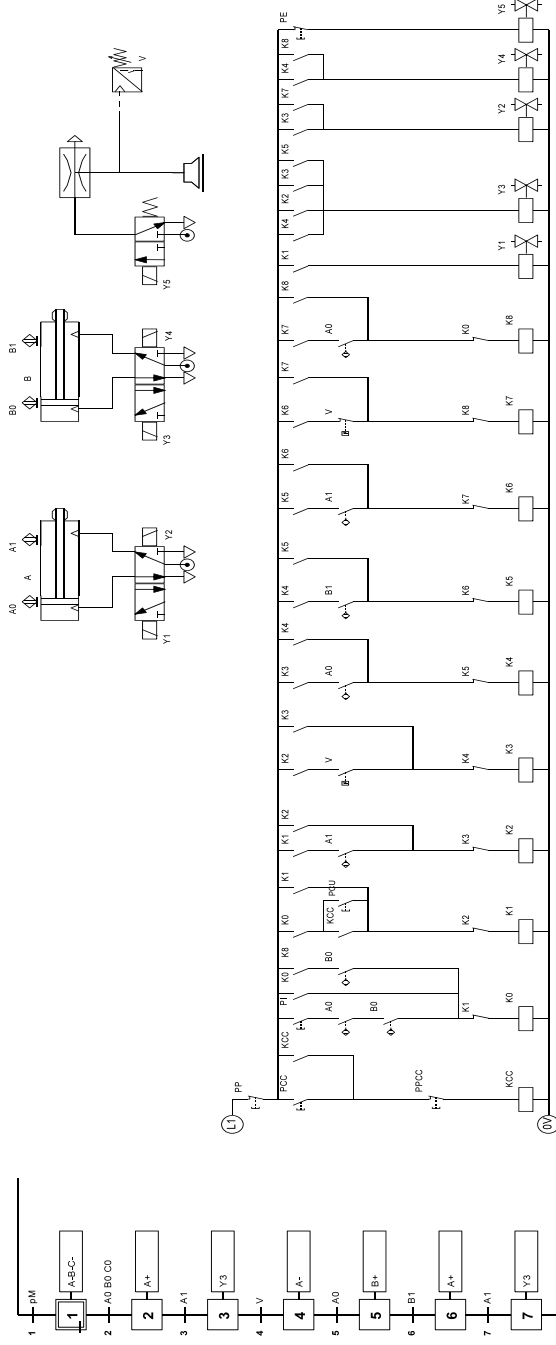 PE
Y5
K8
K4
Y4
K7
K3
Y2
K5
K3
K2
K4
Y3
K1
Y1
K8
K7
A0
K0
K8
K7
K6
V
K8
K7
K6
K5
A1
K7
K6
K5
K4
B1
K6
K5
K4
K3
A0
K5
K4
K3
K2
V
K4
K3
K2
K1
A1
K3
K2
K1
K0
KCC
PCU
K2
K1
K8
B0
K0
PI
A0
B0
K1
K0
KCC
PCC
PPCC
KCC
PP
L1
0V
V
Y5
B1
B
B0
Y4
Y3
A1
A
A0
Y2
Y1
1
pM
1
A-B-C-
2
A0 B0 C0
2
A+
3
A1
3
Y3
4
V
4
A-
5
A0
5
B+
6
B1
6
A+
7
A1
7
Y3